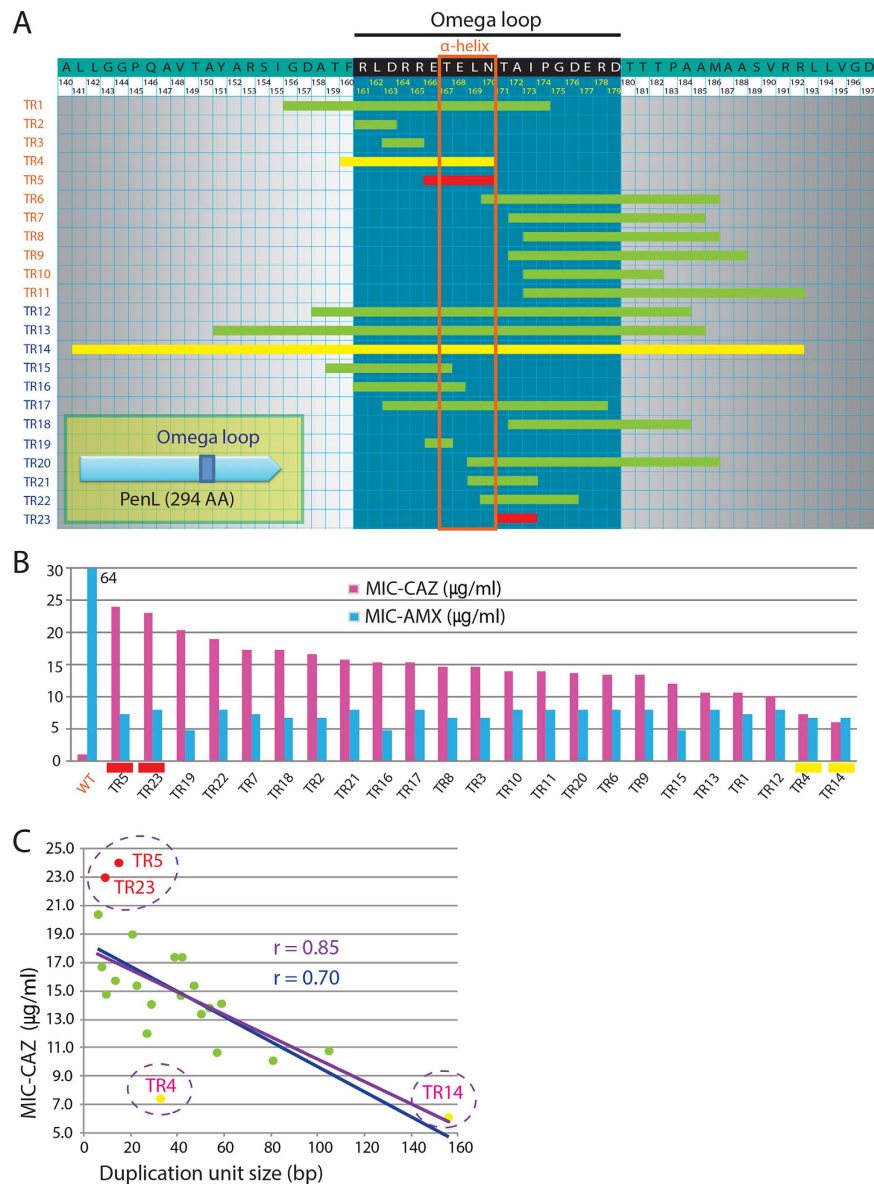 A
Omega loop
α-helix
A L L G G P Q A V T A Y A R S I G D A T F R L D R R E T E L N T A I P G D E R D T T T P A A M A A S V R R L L V G D
140 143 144 146 148 150 152 154 156 158 160 162 164 166 168 170 172 174 176 178 180 182 184 186 188 190 192 194 196
141 143 145 147 149 151 153 155 157 159 161 163 165 167 169 171 173 175 177 179 181 183 185 187 189 191 193 195 197
TR1
TR2
TR3
TR4
TR5
TR6
TR7
TR8
TR9
TR10
TR11
TR12
TR13
TR14
TR15
TR16
TR17
TR18
TR19
TR20
TR21
TR22
TR23
Omega loop
PenL (294 AA)
B
30
25
20
15
10
5
0
64
MIC-CAZ (µg/ml)
MIC-AMX (µg/ml)
WT TR5 TR23 TR19 TR22 TR7 TR18 TR2 TR21 TR16 TR17 TR8 TR3 TR10 TR11 TR20 TR6 TR9 TR15 TR13 TR1 TR12 TR4 TR14
C
MIC-CAZ (µg/ml)
25.0
23.0
21.0
19.0
17.0
15.0
13.0
11.0
9.0
7.0
5.0
TR5
TR23
r = 0.85
r = 0.70
TR4
TR14
0 20 40 60 80 100 120 140 160
Duplication unit size (bp)